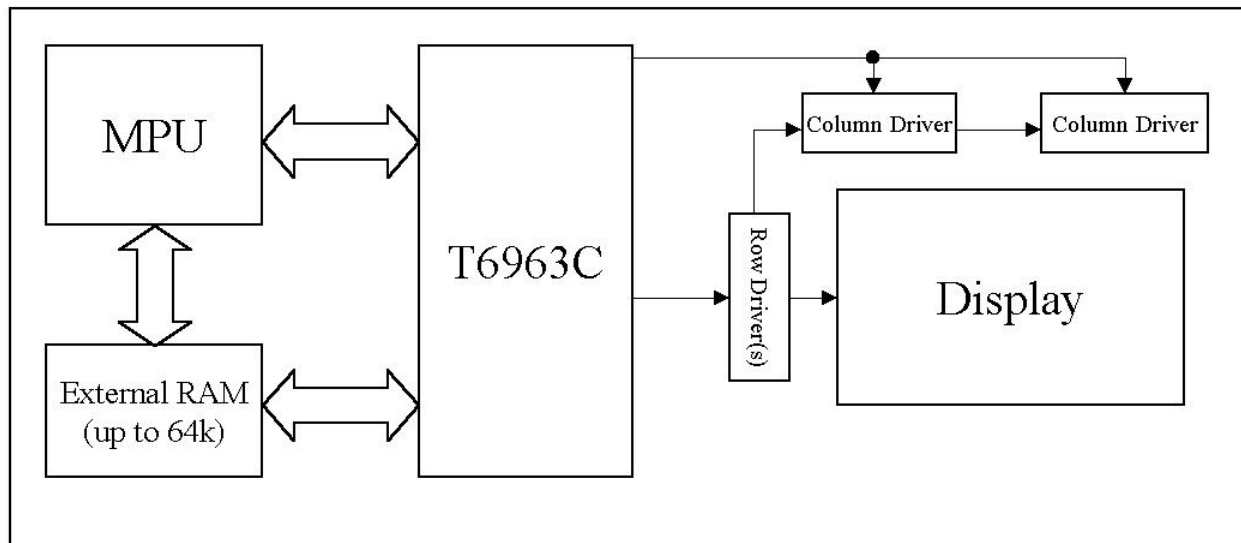 MPU
T6963C
Column Driver
Column Driver
Row Driver(s)
Display
External RAM
(up to 64k)